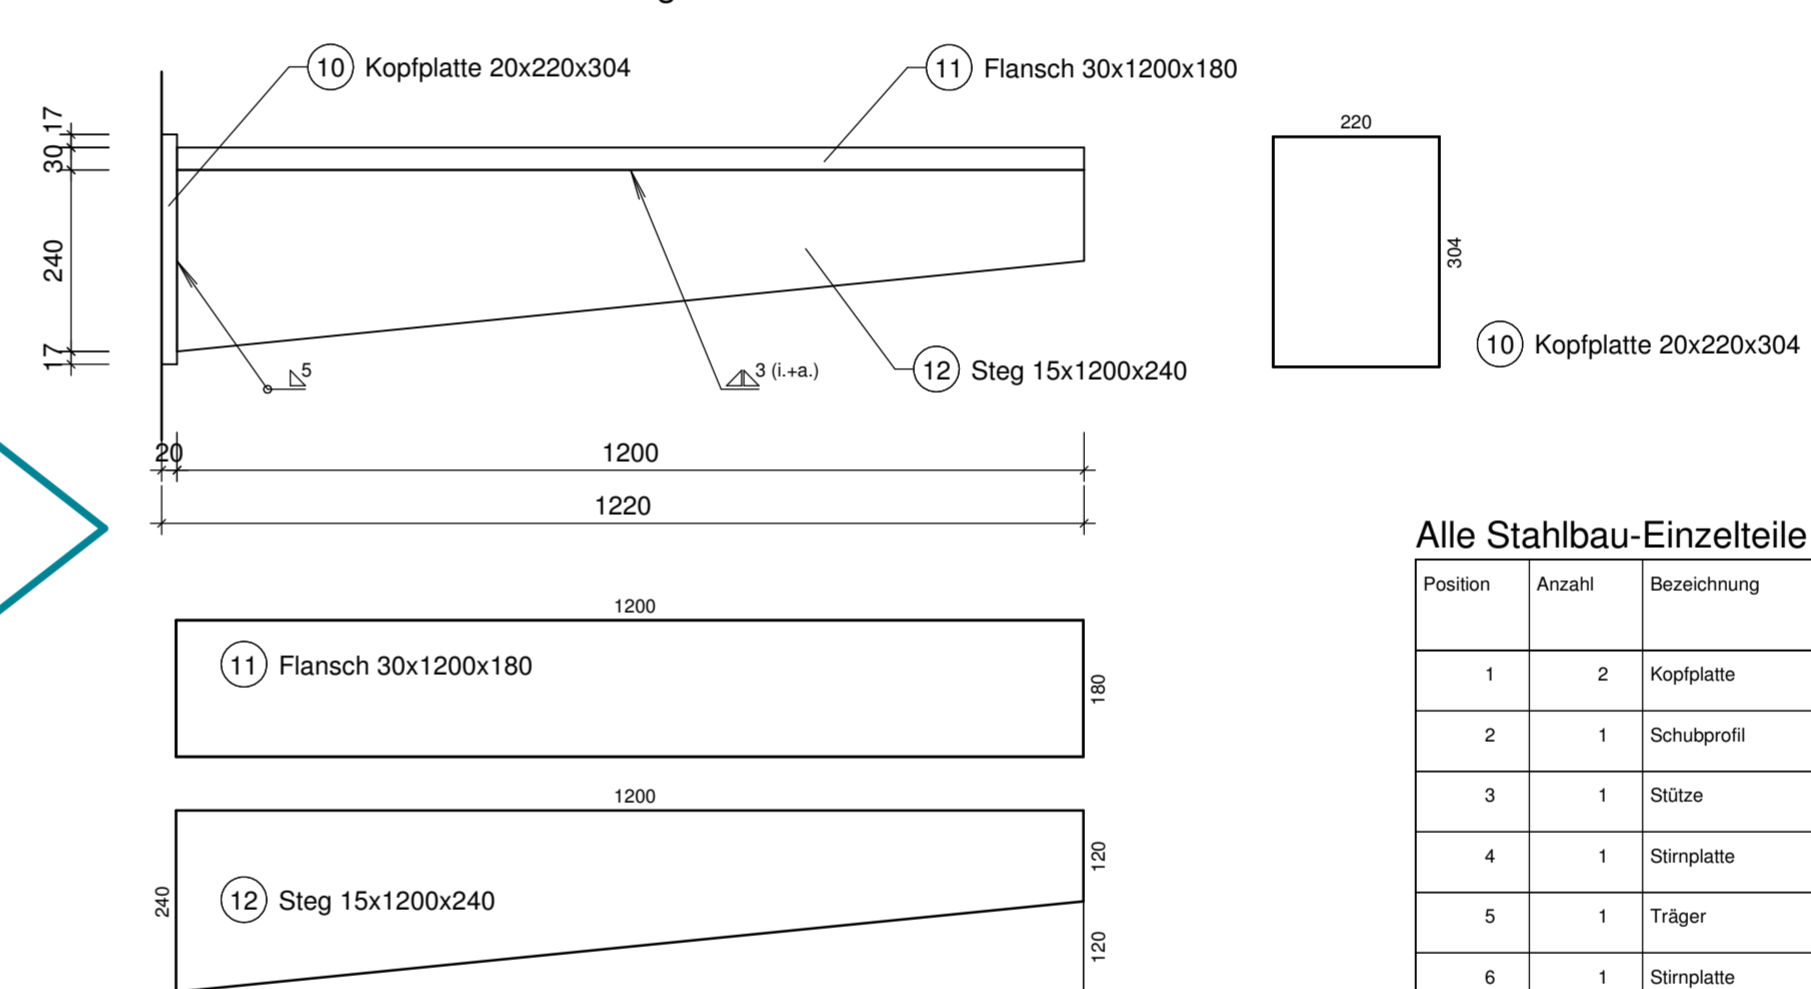 10 Kopfplatte 20x220x304
11 Flansch 30x1200x180
17
30
240
17
5
3 (i.+a.)
12 Steg 15x1200x240
20
1200
1220
220
304
10 Kopfplatte 20x220x304
1200
11 Flansch 30x1200x180
180
1200
240
12 Steg 15x1200x240
120
120
Alle Stahlbau-Einzelteile
Position Anzahl Bezeichnung
1 2 Kopfplatte
2 1 Schubprofil
3 1 Stütze
4 1 Stirnplatte
5 1 Träger
6 1 Stirnplatte